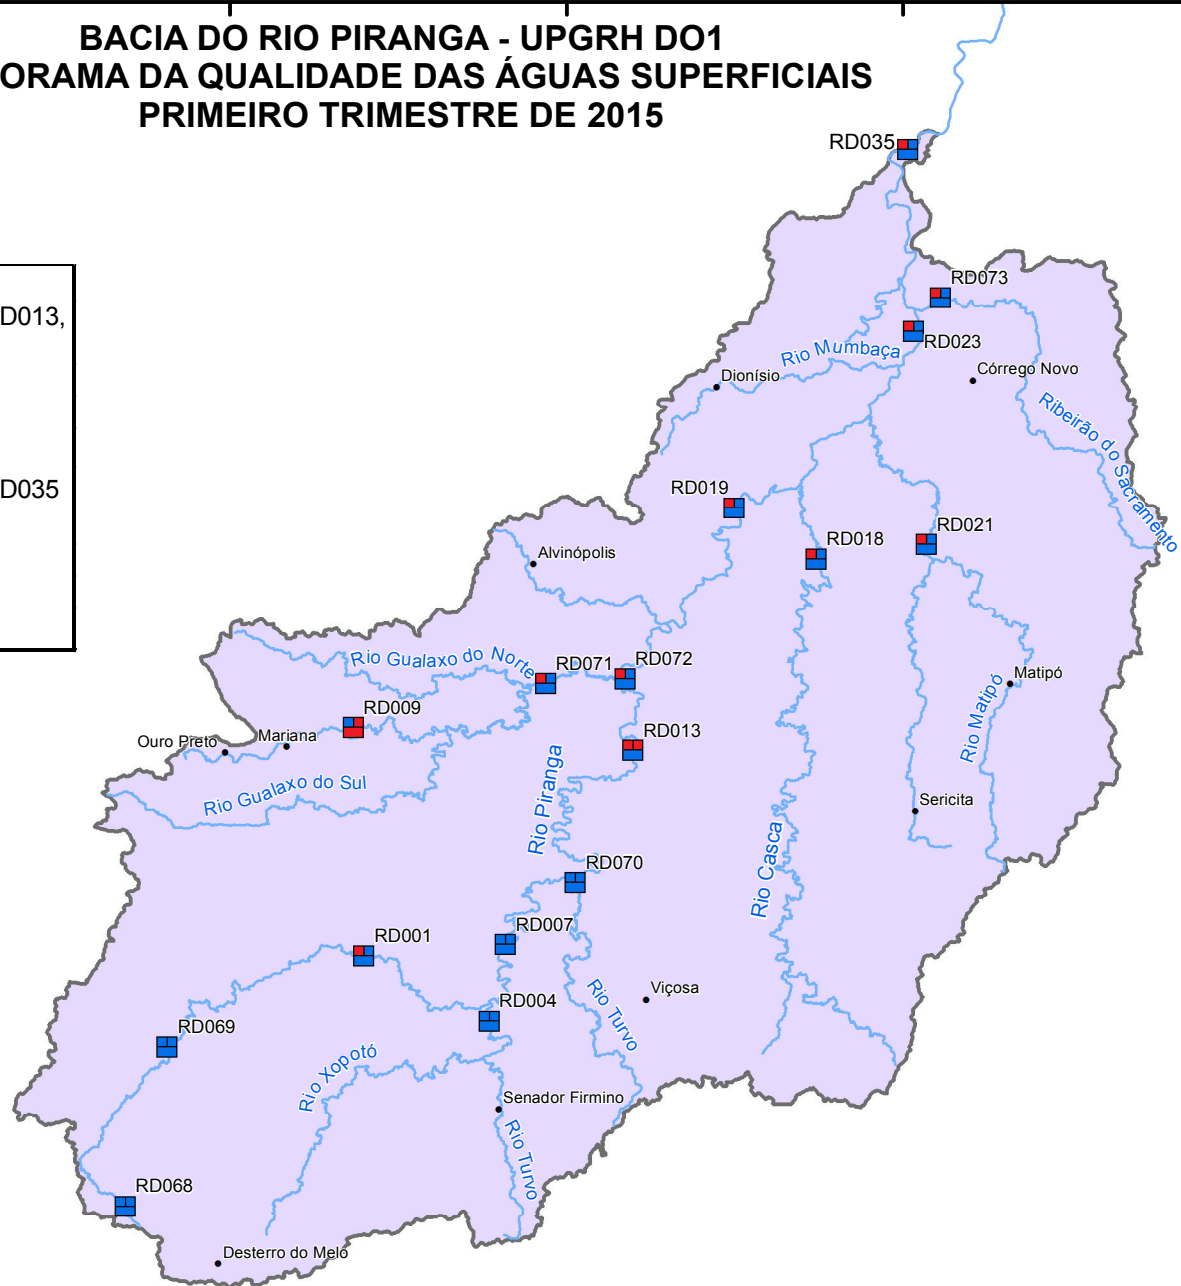 BACIA DO RIO PIRANGA - UPGRH DO1
ORAMA DA QUALIDADE DAS ÁGUAS SUPERFICIAIS
PRIMEIRO TRIMESTRE DE 2015
RD035
D013,
RD073
RD023
Rio Mumbaça
Córrego Novo
Dionísio
Ribeirão do Sacramento
D035
RD019
RD021
RD018
Alvinópolis
Rio Gualaxo do Norte
RD071
RD072
Matipó
RD009
Rio Matipó
RD013
Mariana
Ouro Preto
Rio Gualaxo do Sul
Rio Piranga
Sericita
Rio Casca
RD070
RD007
RD001
Viçosa
RD004
Rio Turvo
RD069
Rio Xopotó
Senador Firmino
Rio Turvo
RD068
Desterro do Melo